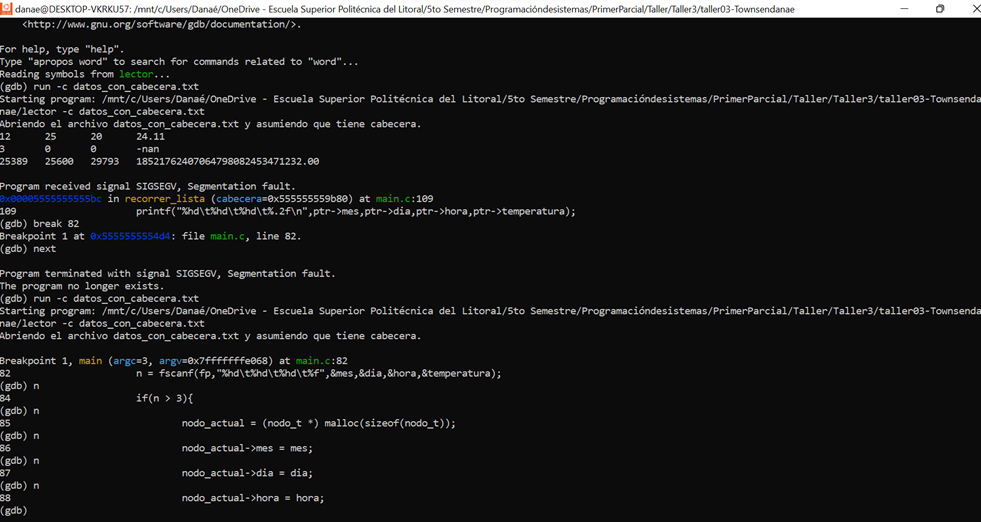 danae@DESKTOP-VKRKU57: /mnt/c/Users/Danaé/OneDrive - Escuela Superior Politécnica del Litoral/5to Semestre/Programacióndesistemas/PrimerParcial/Taller/Taller3/taller03-Townsendanae
<http://www.gnu.org/software/gdb/documentation/>.
For help, type "help".
Type "apropos word" to search for commands related to "word"...
Reading symbols from lector...
(gdb) run -c datos_con_cabecera.txt
Starting program: /mnt/c/Users/Danaé/OneDrive - Escuela Superior Politécnica del Litoral/5to Semestre/Programacióndesistemas/PrimerParcial/Taller/Taller3/taller03-Townsenda
nae/lector -c datos_con_cabecera.txt
Abriendo el archivo datos_con_cabecera.txt y asumiendo que tiene cabecera.
12 25 20 24.11
3 0 0 -nan
25389 25600 29793 18521762407064798082453471232.00
Program received signal SIGSEGV, Segmentation fault.
0x00005555555555bc in recorrer_lista (cabecera=0x555555559b80) at main.c:109
109 printf("%hd\t%hd\t%hd\t%.2f\n",ptr->mes,ptr->dia,ptr->hora,ptr->temperatura);
(gdb) break 82
Breakpoint 1 at 0x5555555554d4: file main.c, line 82.
(gdb) next
Program terminated with signal SIGSEGV, Segmentation fault.
The program no longer exists.
(gdb) run -c datos_con_cabecera.txt
Starting program: /mnt/c/Users/Danaé/OneDrive - Escuela Superior Politécnica del Litoral/5to Semestre/Programacióndesistemas/PrimerParcial/Taller/Taller3/taller03-Townsenda
nae/lector -c datos_con_cabecera.txt
Abriendo el archivo datos_con_cabecera.txt y asumiendo que tiene cabecera.
Breakpoint 1, main (argc=3, argv=0x7fffffffe068) at main.c:82
82 n = fscanf(fp,"%hd\t%hd\t%hd\t%f",&mes,&dia,&hora,&temperatura);
(gdb) n
84 if(n > 3){
(gdb) n
85 nodo_actual = (nodo_t *) malloc(sizeof(nodo_t));
(gdb) n
86 nodo_actual->mes = mes;
(gdb) n
87 nodo_actual->dia = dia;
(gdb) n
88 nodo_actual->hora = hora;
(gdb)